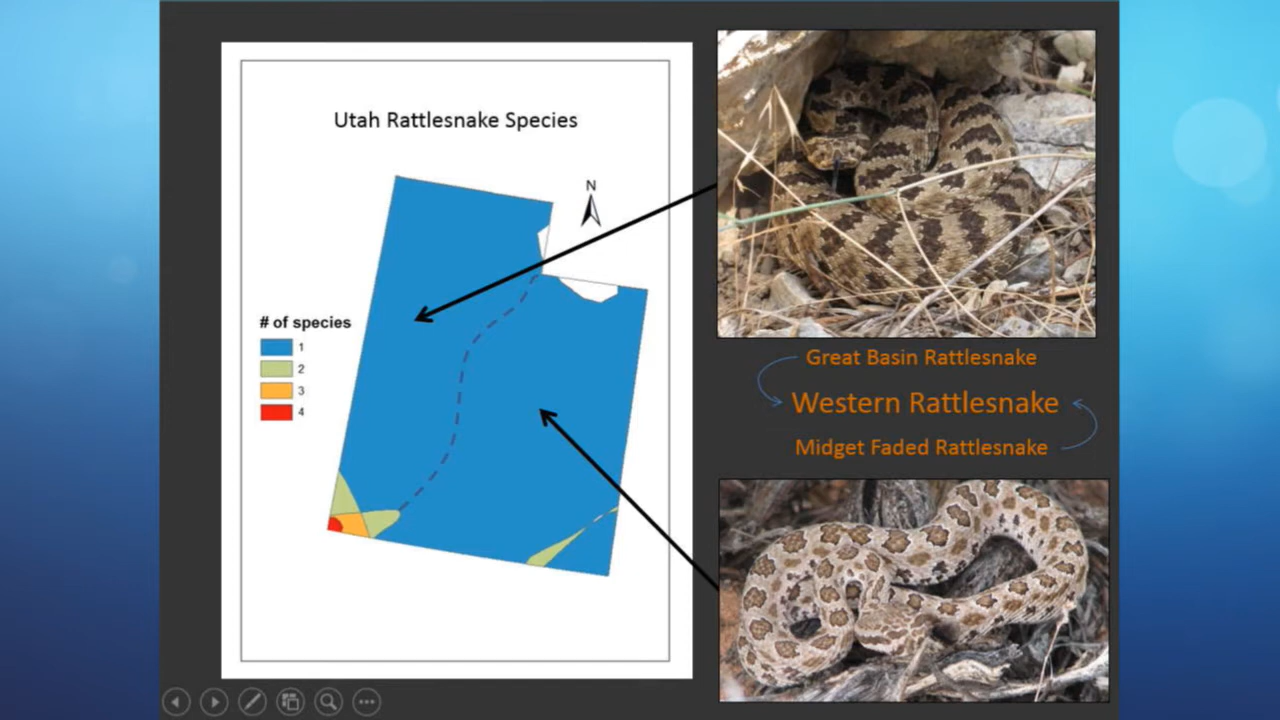 Utah Rattlesnake Species
N
# of species
1
2
3
4
Great Basin Rattlesnake
Western Rattlesnake
Midget Faded Rattlesnake